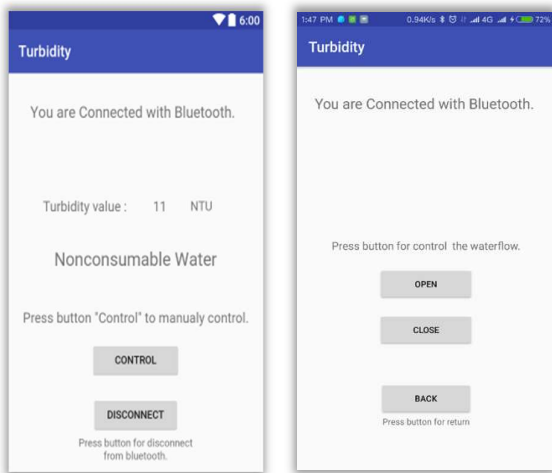 6:00
Turbidity
You are Connected with Bluetooth.
Turbidity value : 11 NTU
Nonconsumable Water
Press button "Control" to manualy control.
CONTROL
DISCONNECT
Press button for disconnect
from bluetooth.
1:47 PM 0.94K/s 4G 72%
Turbidity
You are Connected with Bluetooth.
Press button for control the waterflow.
OPEN
CLOSE
BACK
Press button for return